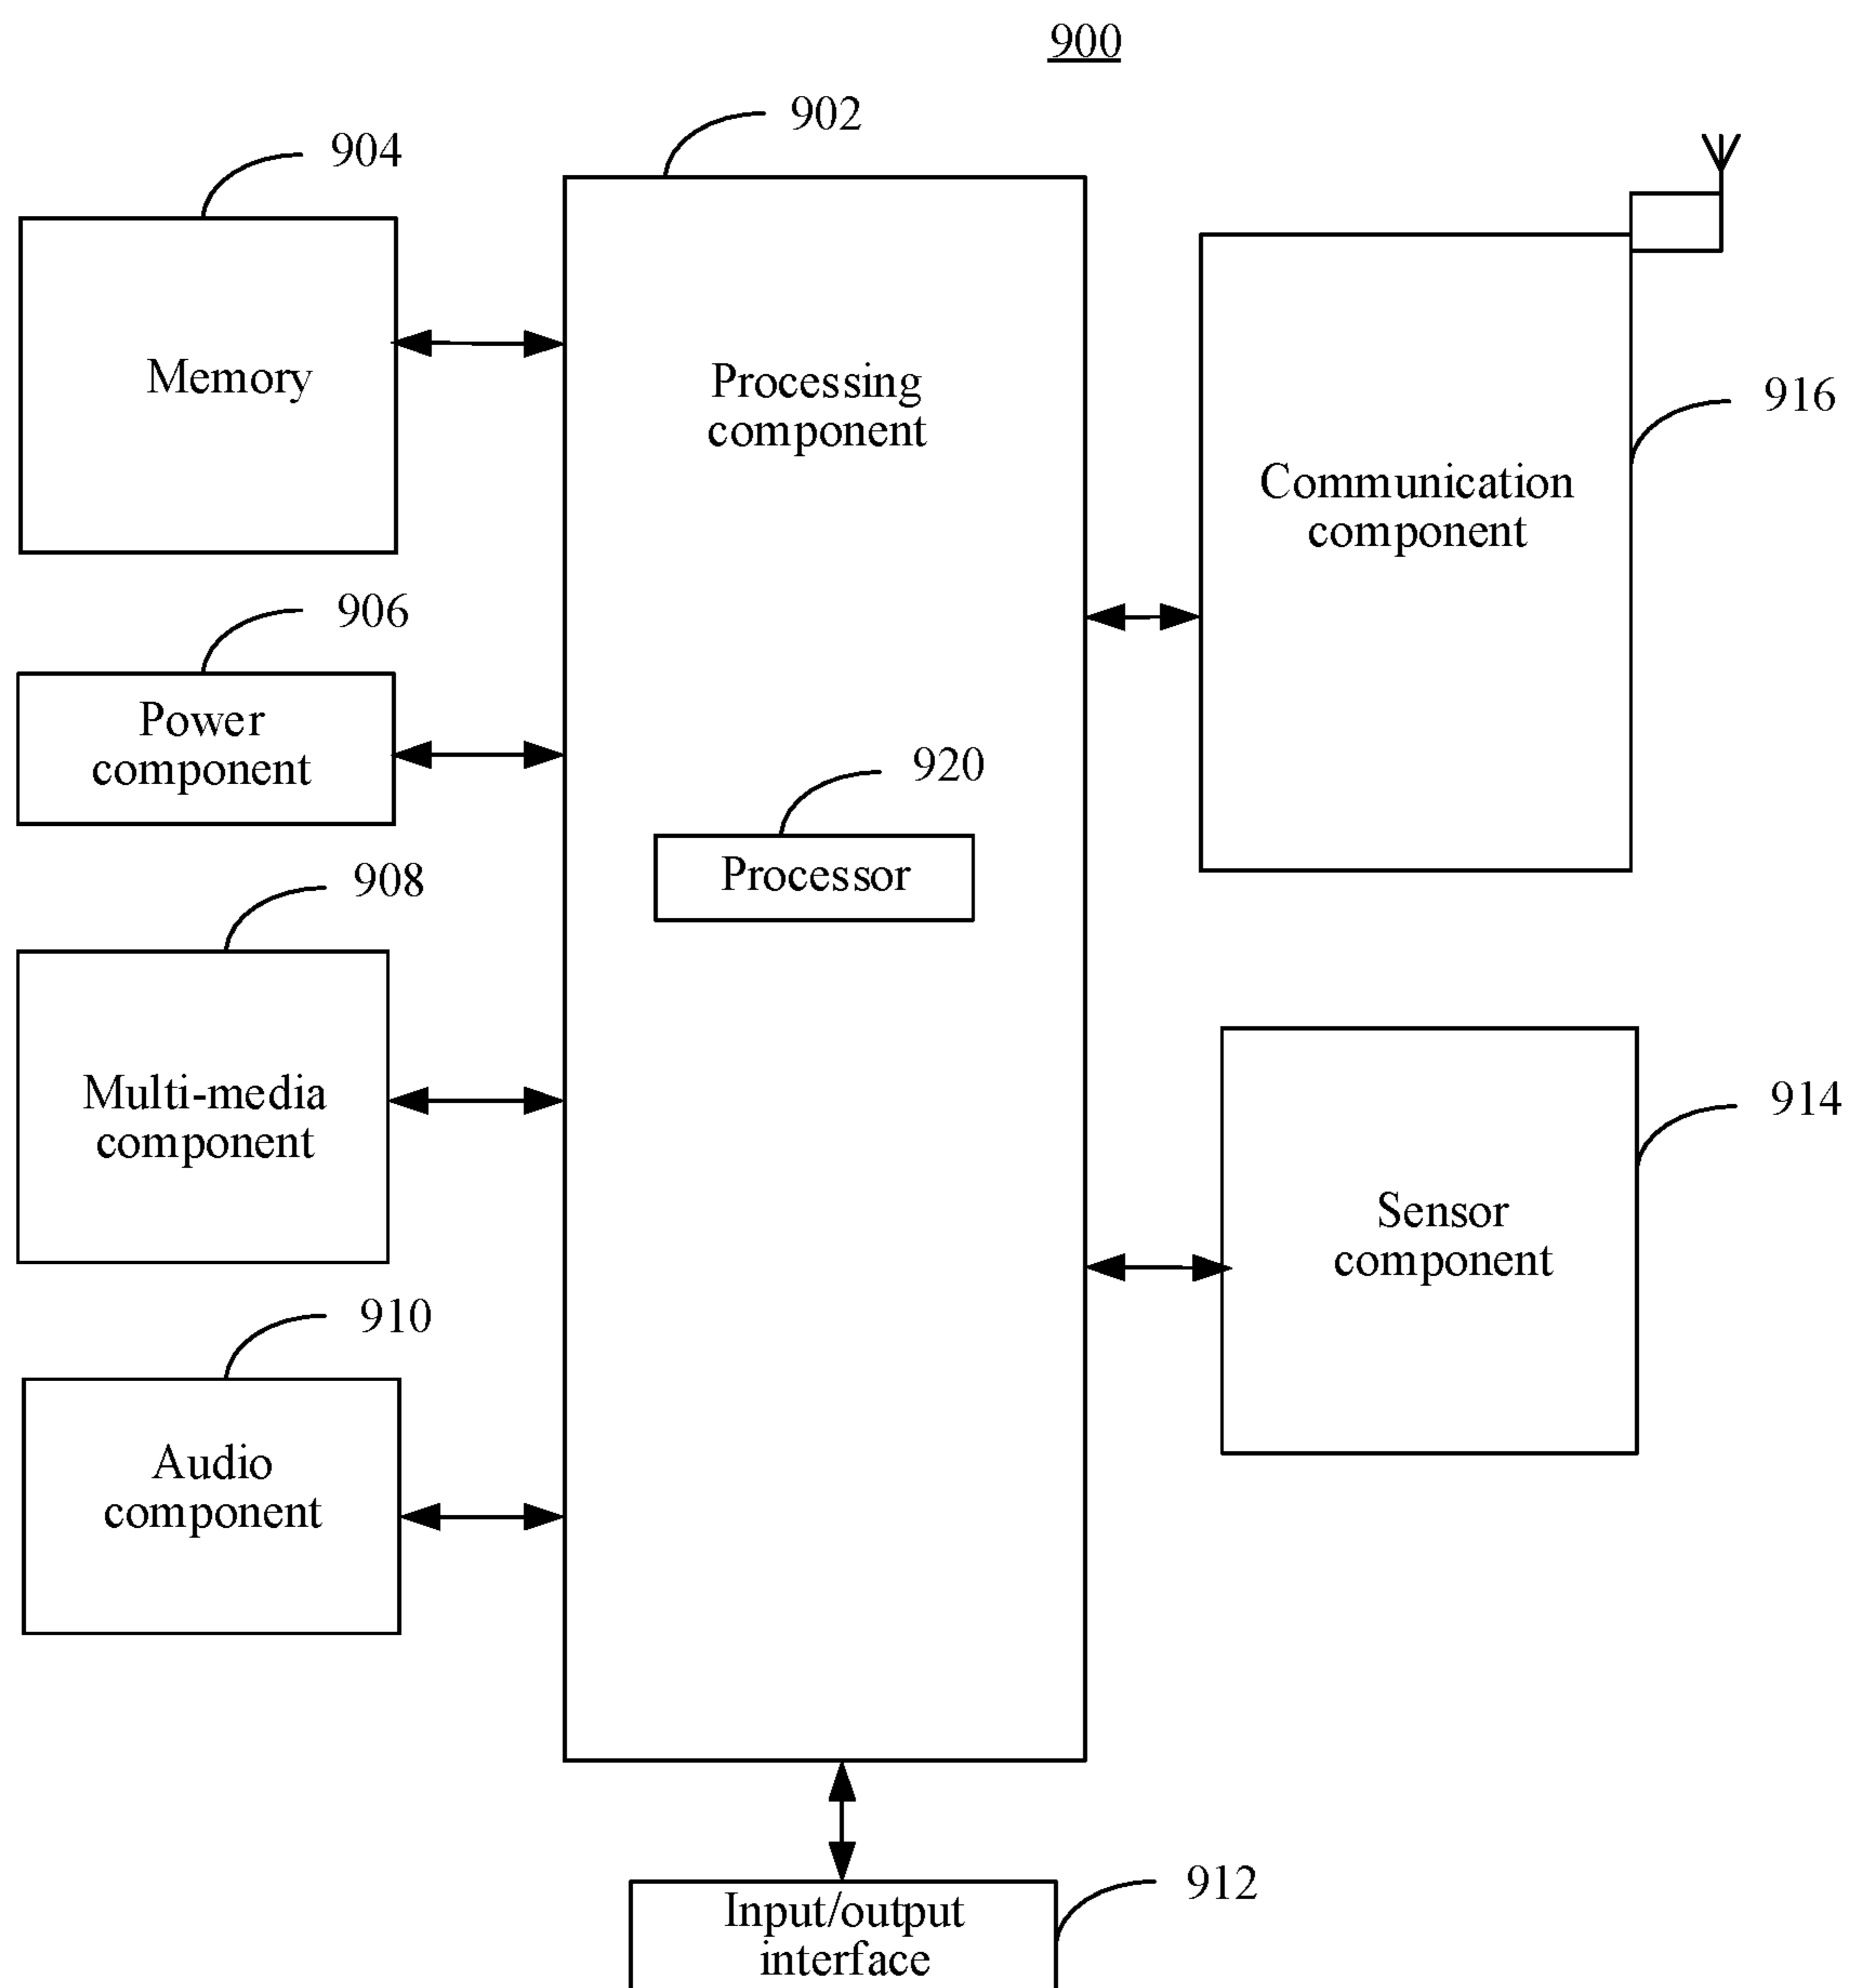 900
902
904
Memory
Processing
component
916
Communication
component
906
Power
component
920
Processor
908
Multi-media
component
914
Sensor
component
910
Audio
component
912
Input/output
interface